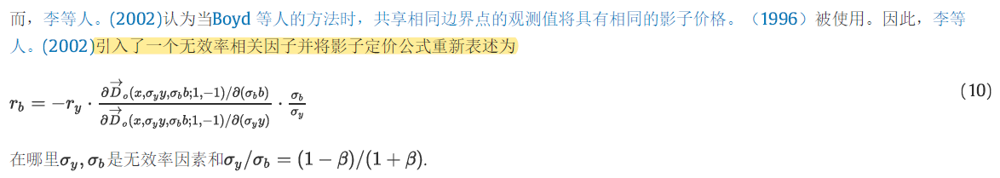 而，李等人。(2002)认为当Boyd 等人的方法时，共享相同边界点的观测值将具有相同的影子价格。（1996）被使用。因此，李等
人。(2002)引入了一个无效率相关因子并将影子定价公式重新表述为
$r_b = -r_y \cdot \frac{\partial \overrightarrow{D}_o(x,\sigma_y y,\sigma_b b;1,-1)/\partial(\sigma_b b)}{\partial \overrightarrow{D}_o(x,\sigma_y y,\sigma_b b;1,-1)/\partial(\sigma_y y)} \cdot \frac{\sigma_b}{\sigma_y}$ (10)
在哪里$\sigma_y, \sigma_b$是无效率因素和$\sigma_y/\sigma_b = (1-\beta)/(1+\beta)$.